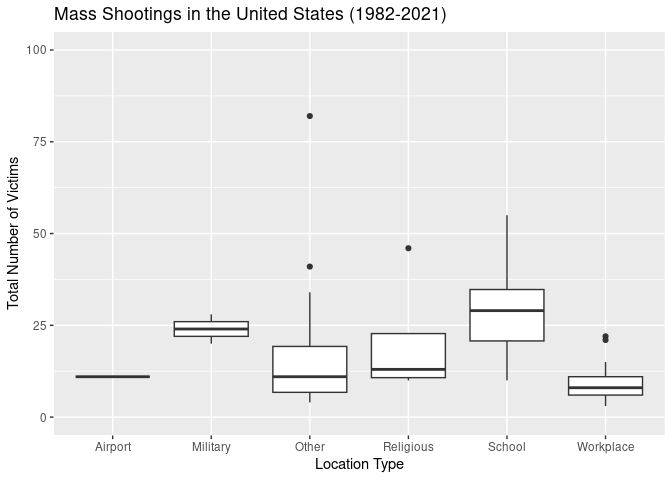 Mass Shootings in the United States (1982-2021)
100
75
50
25
0
Total Number of Victims
Airport Military Other Religious School Workplace
Location Type